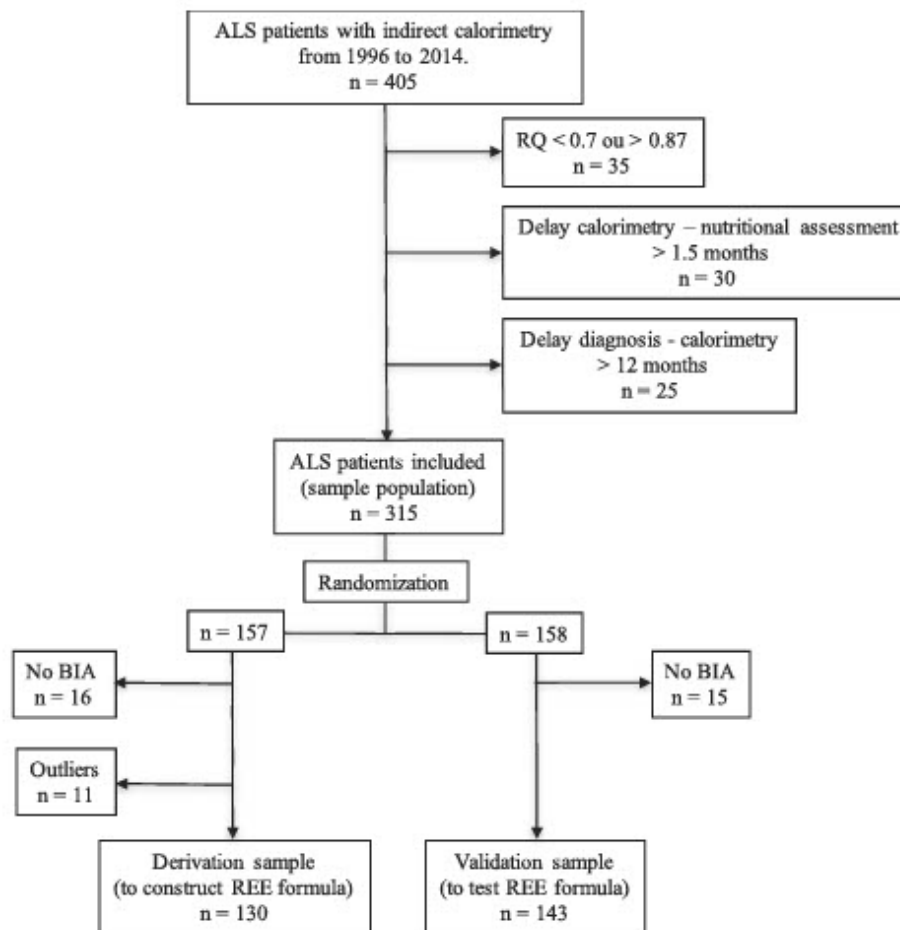 ALS patients with indirect calorimetry
from 1996 to 2014.
n = 405
RQ < 0.7 ou > 0.87
n = 35
Delay calorimetry – nutritional assessment
> 1.5 months
n = 30
Delay diagnosis - calorimetry
> 12 months
n = 25
ALS patients included
(sample population)
n = 315
Randomization
n = 157
n = 158
No BIA
n = 16
No BIA
n = 15
Outliers
n = 11
Derivation sample
(to construct REE formula)
n = 130
Validation sample
(to test REE formula)
n = 143